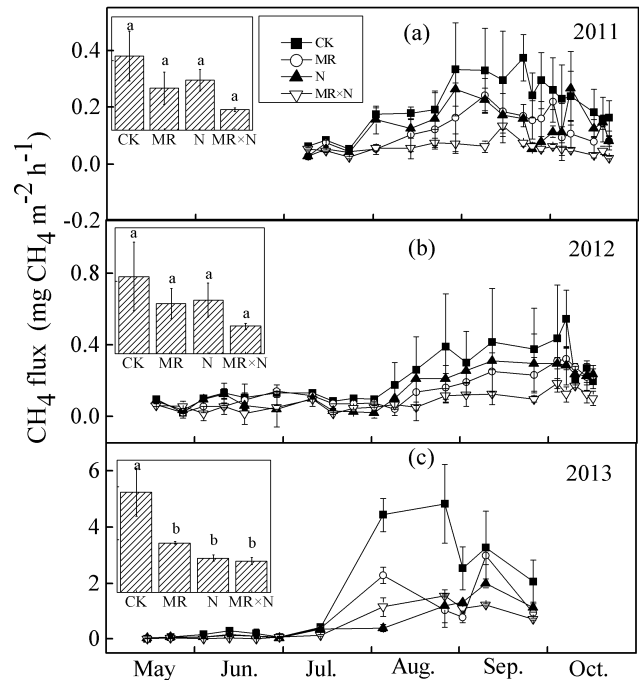 CH4 flux (mg CH4 m-2 h-1)
(a)
2011
0.4
0.2
0.0
-0.2
a
a
a
a
CK
MR
N
MR×N
CK
MR
N
MR×N
(b)
2012
0.8
0.4
0.0
a
a
a
a
CK
MR
N
MR×N
(c)
2013
6
4
2
0
a
b
b
b
CK
MR
N
MR×N
May
Jun.
Jul.
Aug.
Sep.
Oct.